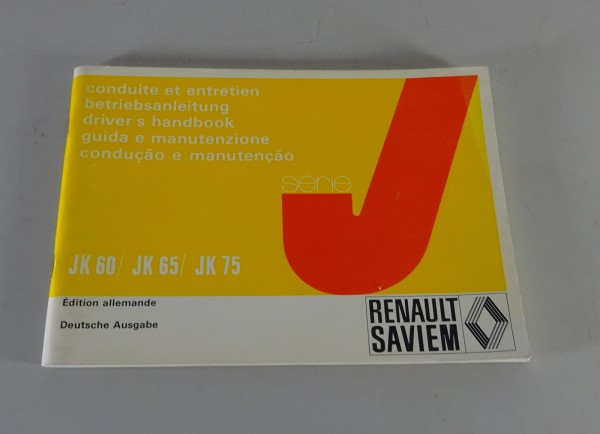 conduite et entretien
betriebsanleitung
driver's handbook
guida e manutenzione
condução e manutenção
série
JK 60/ JK 65/ JK 75
Édition allemande
Deutsche Ausgabe
RENAULT
SAVIEM